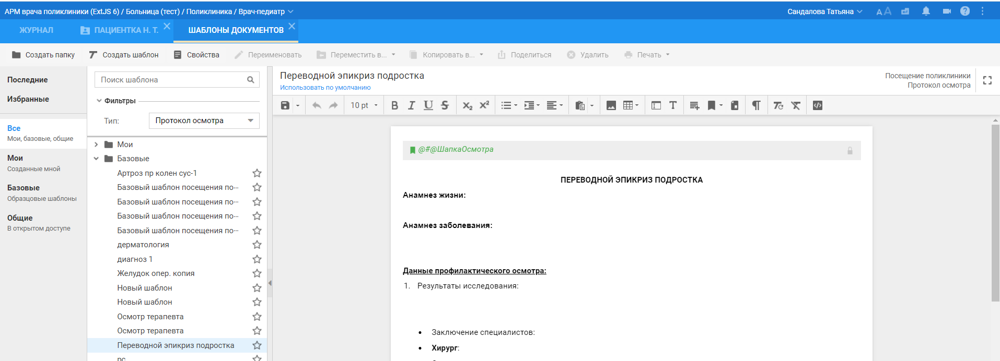 АРМ врача поликлиники (ExtJS 6) / Больница (тест) / Поликлиника / Врач-педиатр
Сандалова Татьяна
ЖУРНАЛ
ПАЦИЕНТКА Н. Т.
ШАБЛОНЫ ДОКУМЕНТОВ
Создать папку
Создать шаблон
Свойства
Переименовать
Переместить в...
Копировать в...
Поделиться
Удалить
Печать
Последние
Избранные
Все
Мои, базовые, общие
Мои
Созданные мной
Базовые
Образцовые шаблоны
Общие
В открытом доступе
Поиск шаблона
Фильтры
Тип:
Протокол осмотра
Мои
Базовые
Артроз пр колен сус-1
Базовый шаблон посещения по...
Базовый шаблон посещения по...
Базовый шаблон посещения по...
Базовый шаблон посещения по...
дерматология
диагноз 1
Желудок опер. копия
Новый шаблон
Новый шаблон
Осмотр терапевта
Осмотр терапевта
Переводной эпикриз подростка
рс
Переводной эпикриз подростка
Использовать по умолчанию
Посещение поликлиники
Протокол осмотра
10 pt
@#@ШапкаОсмотра
ПЕРЕВОДНОЙ ЭПИКРИЗ ПОДРОСТКА
Анамнез жизни:
Анамнез заболевания:
Данные профилактического осмотра:
1. Результаты исследования:
• Заключение специалистов:
• Хирург: